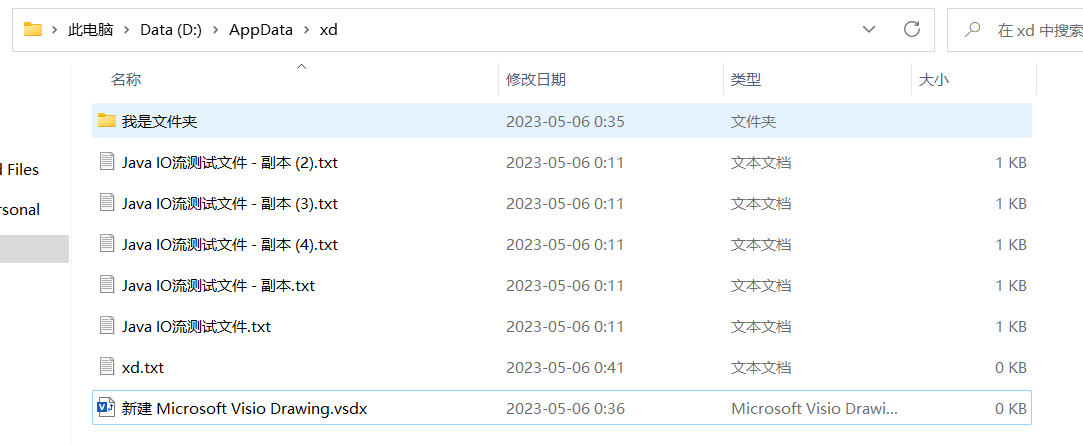 此电脑 > Data (D:) > AppData > xd
在 xd 中搜索
名称 修改日期 类型 大小
我是文件夹 2023-05-06 0:35 文件夹
Java IO流测试文件 - 副本 (2).txt 2023-05-06 0:11 文本文档 1 KB
d Files
Java IO流测试文件 - 副本 (3).txt 2023-05-06 0:11 文本文档 1 KB
rsonal
Java IO流测试文件 - 副本 (4).txt 2023-05-06 0:11 文本文档 1 KB
Java IO流测试文件 - 副本.txt 2023-05-06 0:11 文本文档 1 KB
Java IO流测试文件.txt 2023-05-06 0:11 文本文档 1 KB
xd.txt 2023-05-06 0:41 文本文档 0 KB
新建 Microsoft Visio Drawing.vsdx 2023-05-06 0:36 Microsoft Visio Drawi... 0 KB